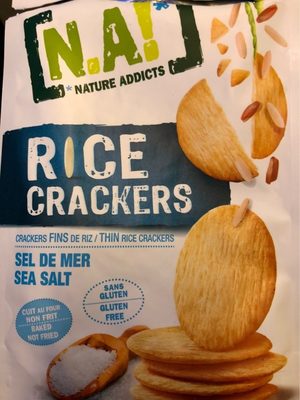 [N.A!*]
*NATURE ADDICTS
RICE
CRACKERS
CRACKERS FINS DE RIZ / THIN RICE CRACKERS
SEL DE MER
SEA SALT
SANS
GLUTEN
GLUTEN
FREE
CUIT AU FOUR
NON FRIT
BAKED
NOT FRIED